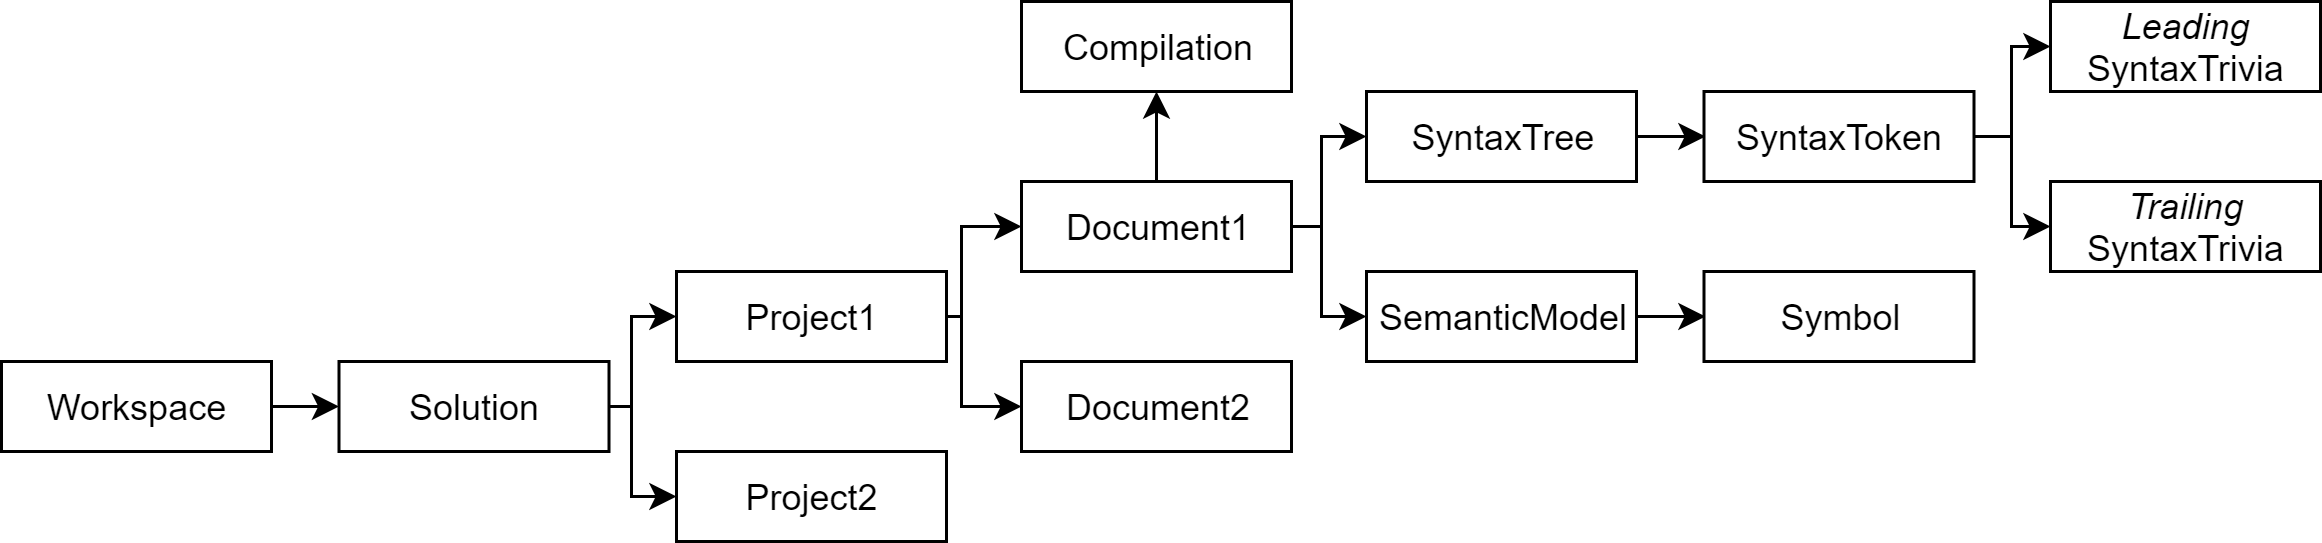 Compilation
Leading
SyntaxTrivia
SyntaxTree
SyntaxToken
Document1
Trailing
SyntaxTrivia
Project1
SemanticModel
Symbol
Workspace
Solution
Document2
Project2